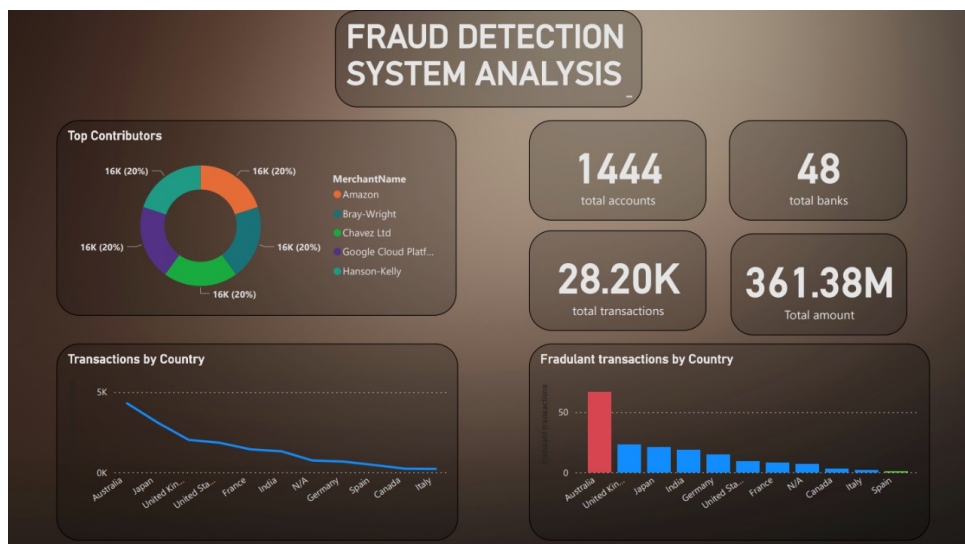 FRAUD DETECTION
SYSTEM ANALYSIS
Top Contributors
16K (20%)
16K (20%)
16K (20%)
16K (20%)
16K (20%)
MerchantName
Amazon
Bray-Wright
Chavez Ltd
Google Cloud Platf...
Hanson-Kelly
1444
total accounts
48
total banks
28.20K
total transactions
361.38M
Total amount
Transactions by Country
5K
0K
Australia
Japan
United Kin...
United Sta...
France
India
N/A
Germany
Spain
Canada
Italy
Fradulant transactions by Country
50
0
Australia
United Kin...
Japan
India
Germany
United Sta...
France
N/A
Canada
Italy
Spain